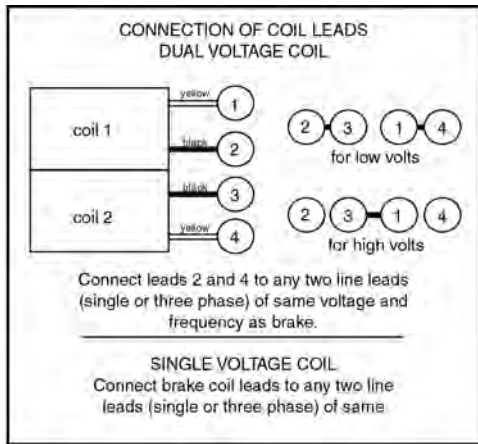 CONNECTION OF COIL LEADS
DUAL VOLTAGE COIL
coil 1
yellow
1
black
2
coil 2
black
3
yellow
4
2 3 1 4
for low volts
2 3 1 4
for high volts
Connect leads 2 and 4 to any two line leads
(single or three phase) of same voltage and
frequency as brake.
SINGLE VOLTAGE COIL
Connect brake coil leads to any two line
leads (single or three phase) of same